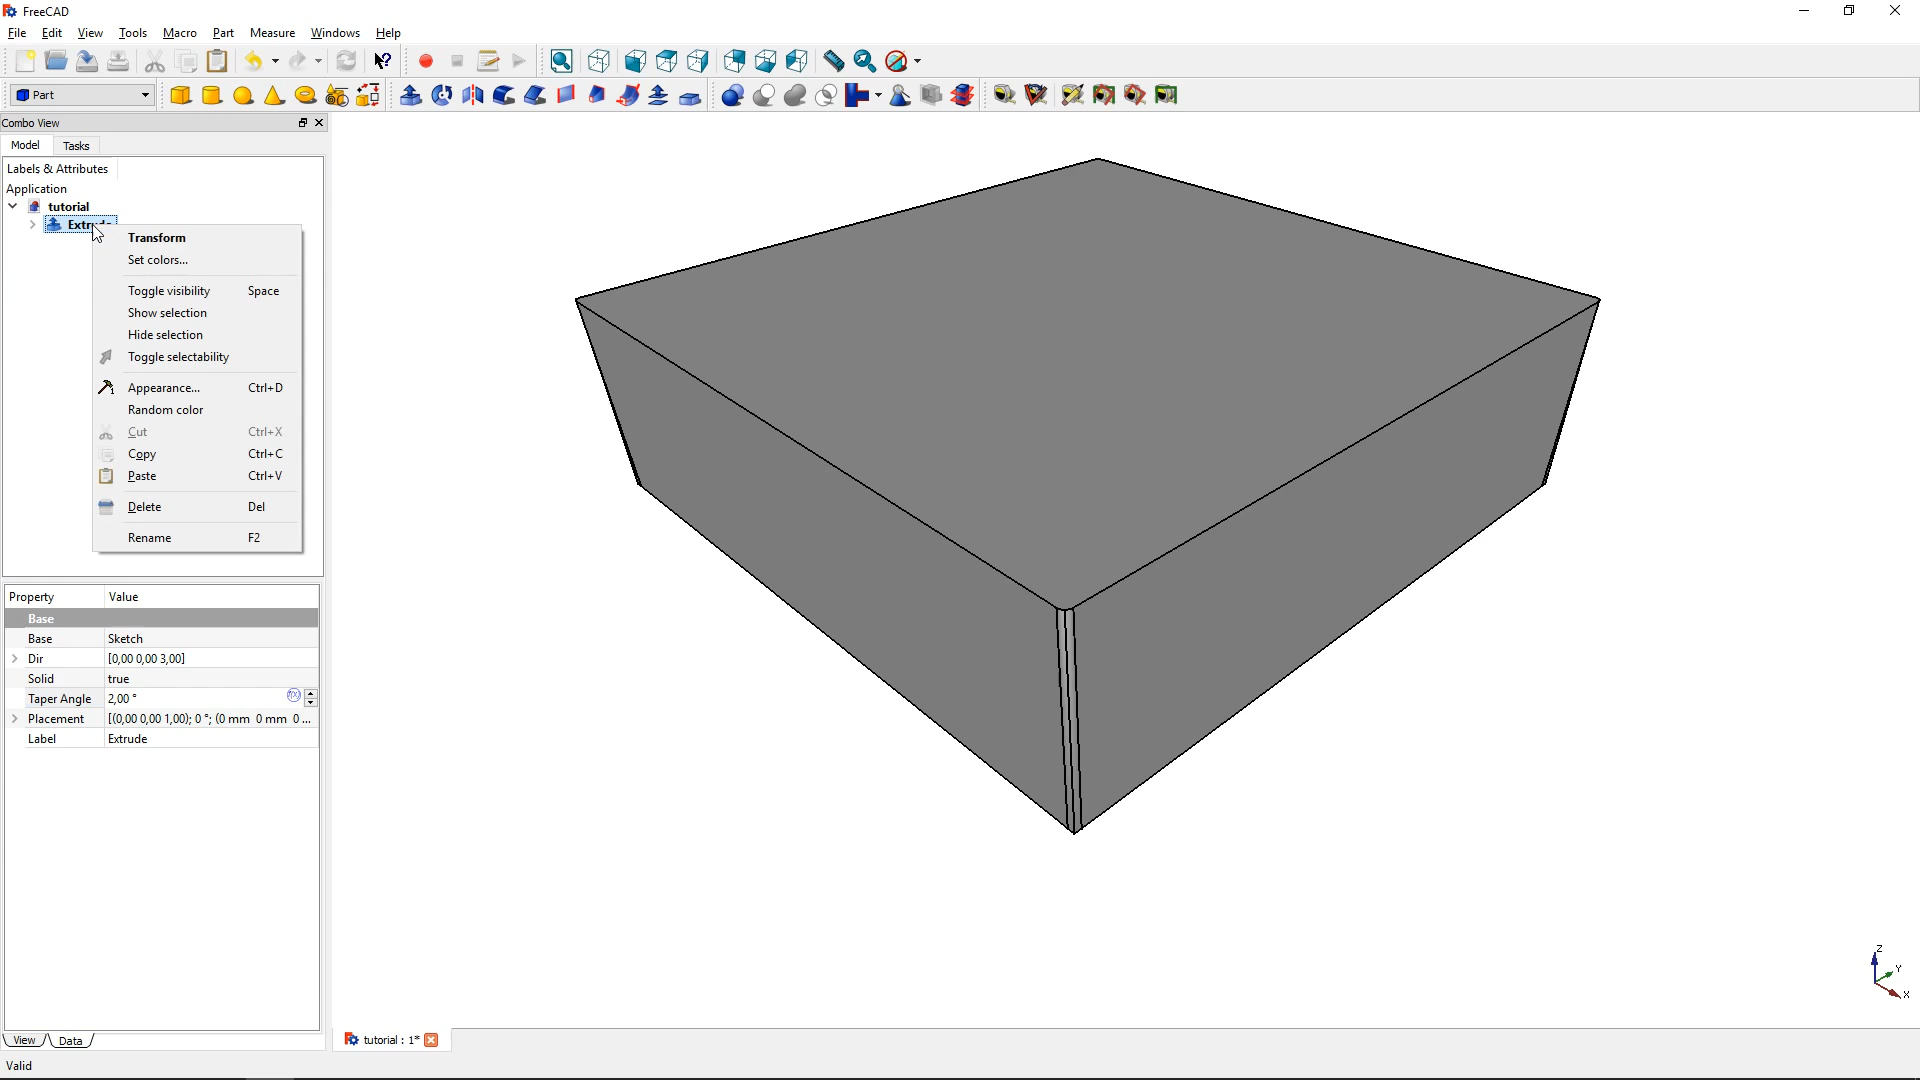 FreeCAD
File Edit View Tools Macro Part Measure Windows Help
Part
Combo View
Model Tasks
Labels & Attributes
Application
tutorial
Transform
Set colors...
Toggle visibility Space
Show selection
Hide selection
Toggle selectability
Appearance... Ctrl+D
Random color
Cut Ctrl+X
Copy Ctrl+C
Paste Ctrl+V
Delete Del
Rename F2
Property Value
Base
Base Sketch
Dir [0,00 0,00 3,00]
Solid true
Taper Angle 2,00 °
Placement [(0,00 0,00 1,00); 0 °; (0 mm 0 mm 0 ...
Label Extrude
View Data
tutorial : 1*
Valid
Z
Y
X